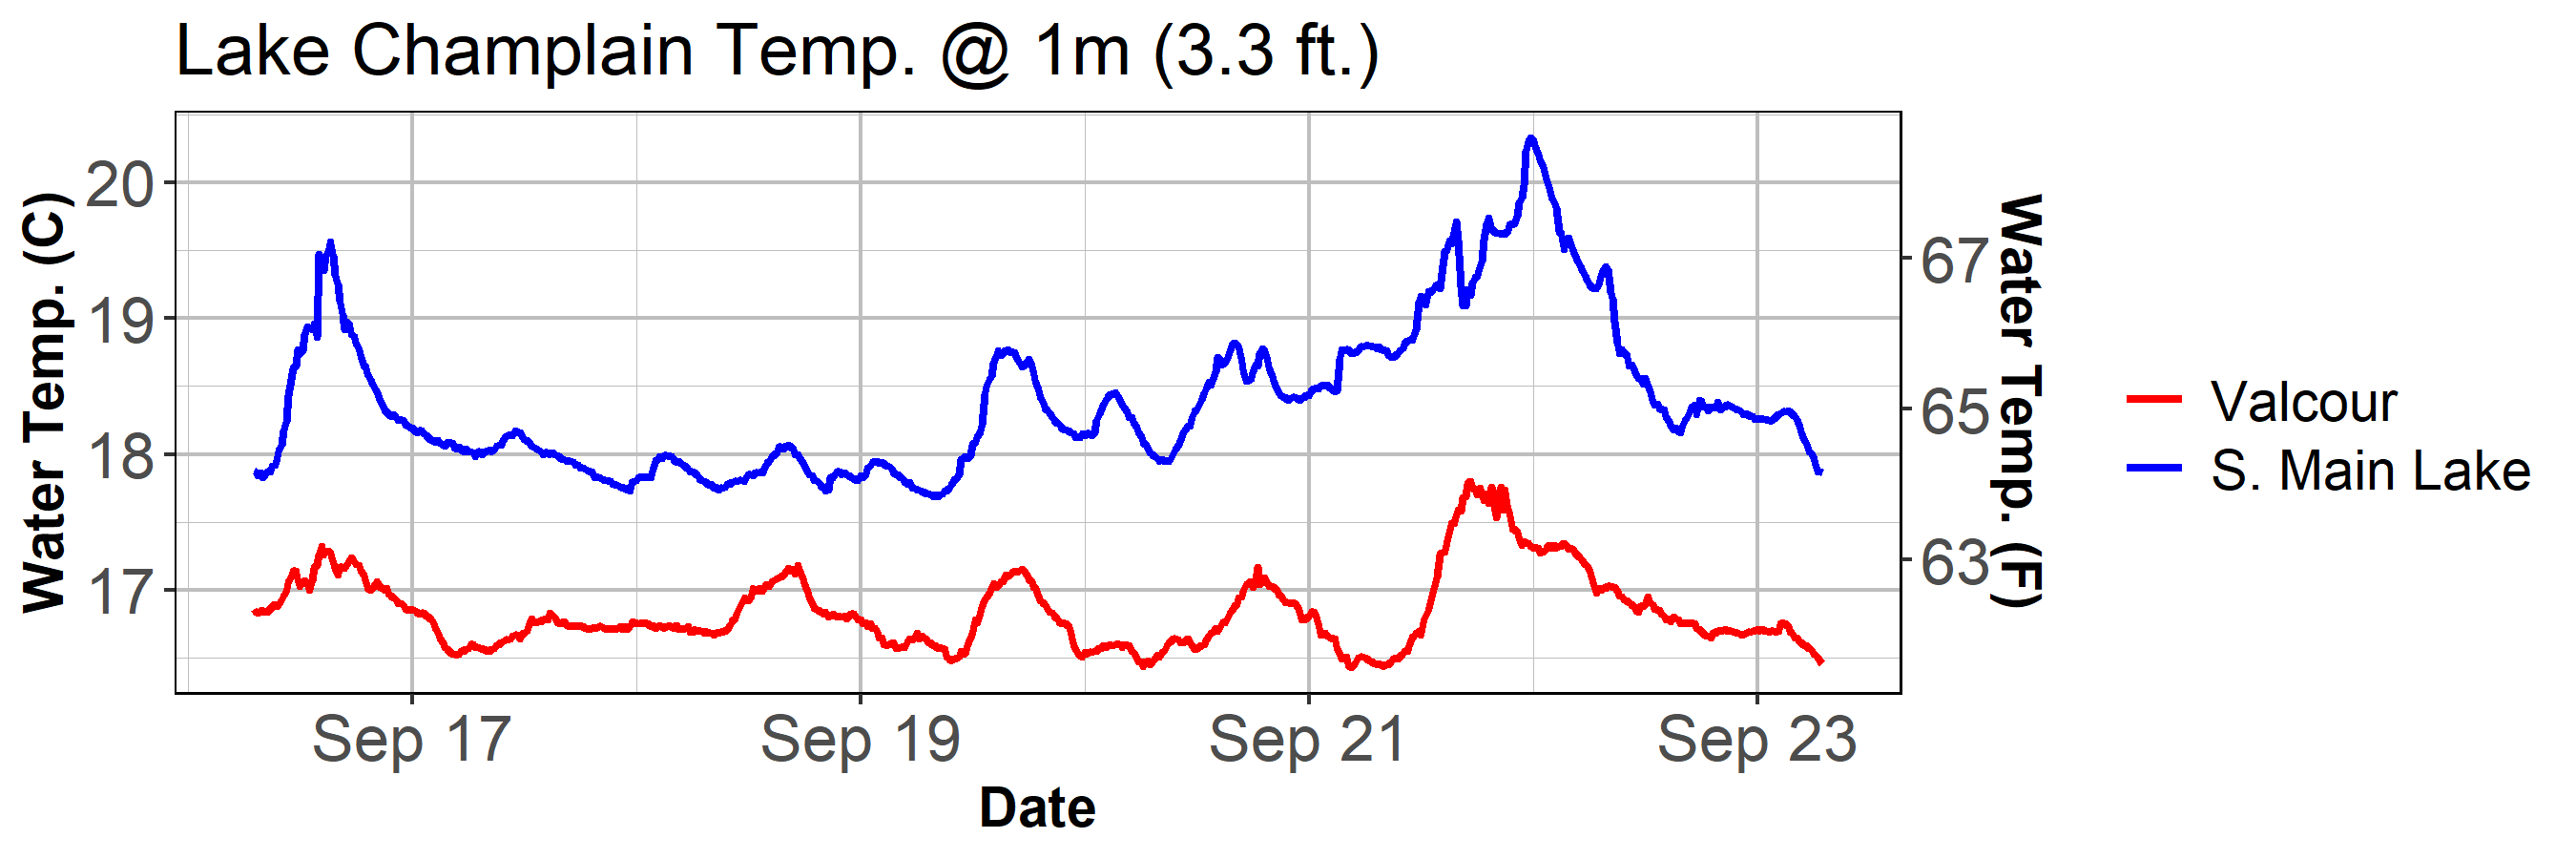 Lake Champlain Temp. @ 1m (3.3 ft.)
Water Temp. (C)
20
19
18
17
67
65
63
Water Temp. (F)
Sep 17
Sep 19
Sep 21
Sep 23
Date
Valcour
S. Main Lake